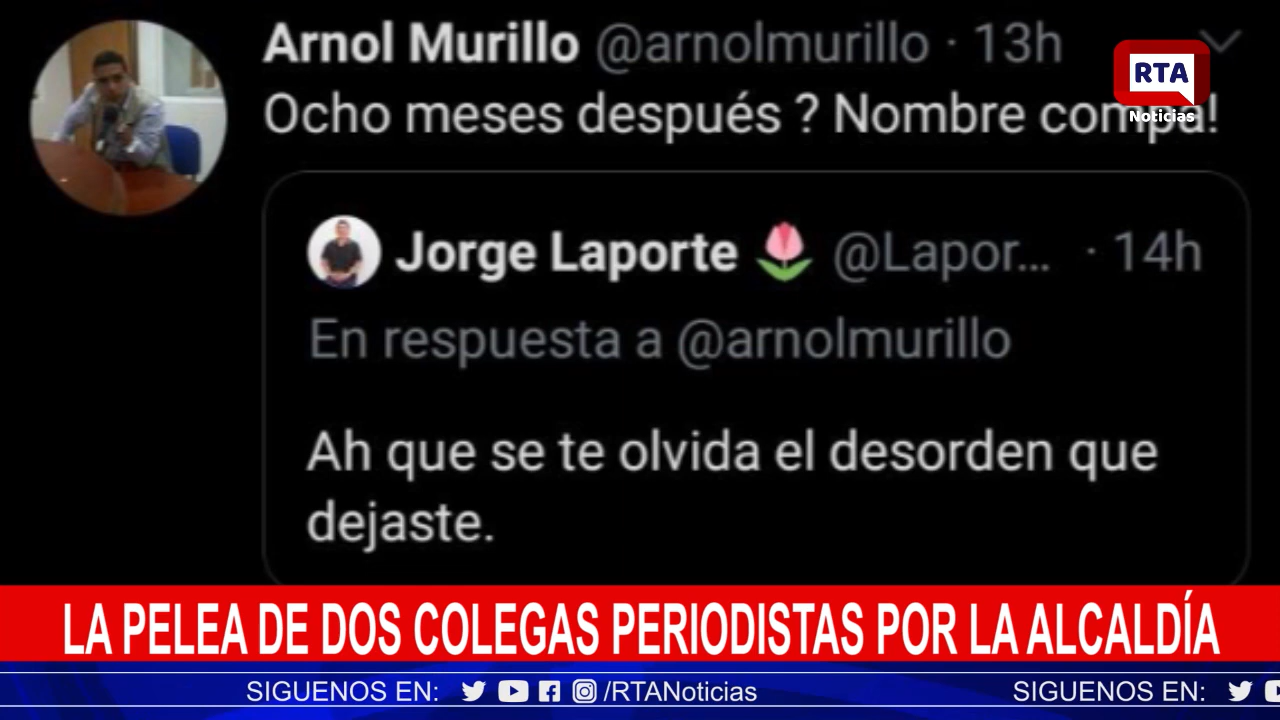 Arnol Murillo @arnolmurillo · 13h
RTA
Noticias
Ocho meses después ? Nombre compa!
Jorge Laporte @Lapor... · 14h
En respuesta a @arnolmurillo
Ah que se te olvida el desorden que
dejaste.
LA PELEA DE DOS COLEGAS PERIODISTAS POR LA ALCALDÍA
SIGUENOS EN: /RTANoticias SIGUENOS EN: